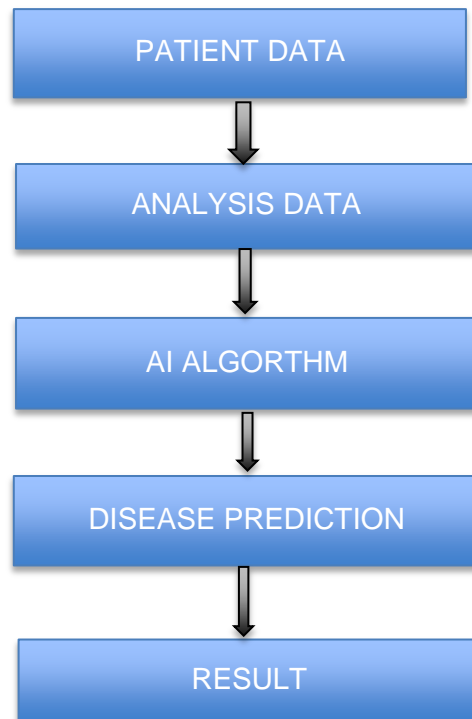 PATIENT DATA
ANALYSIS DATA
AI ALGORTHM
DISEASE PREDICTION
RESULT